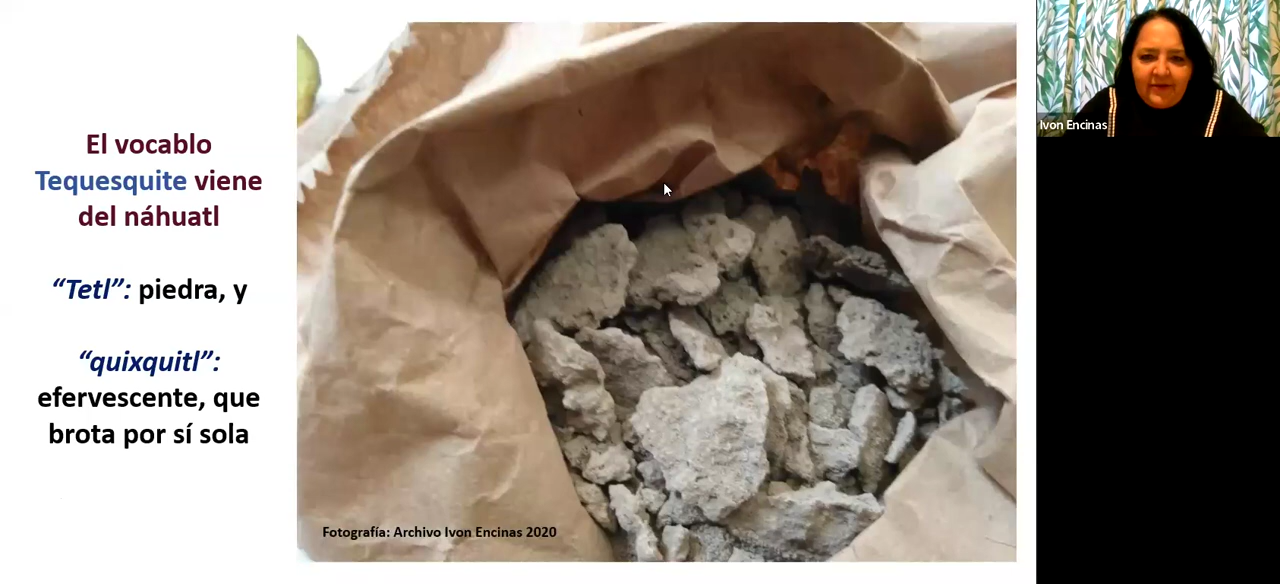 El vocablo
Tequesquite viene
del náhuatl
“Tetl”: piedra, y
“quixquitl”:
efervescente, que
brota por sí sola
Fotografía: Archivo Ivon Encinas 2020
Ivon Encinas